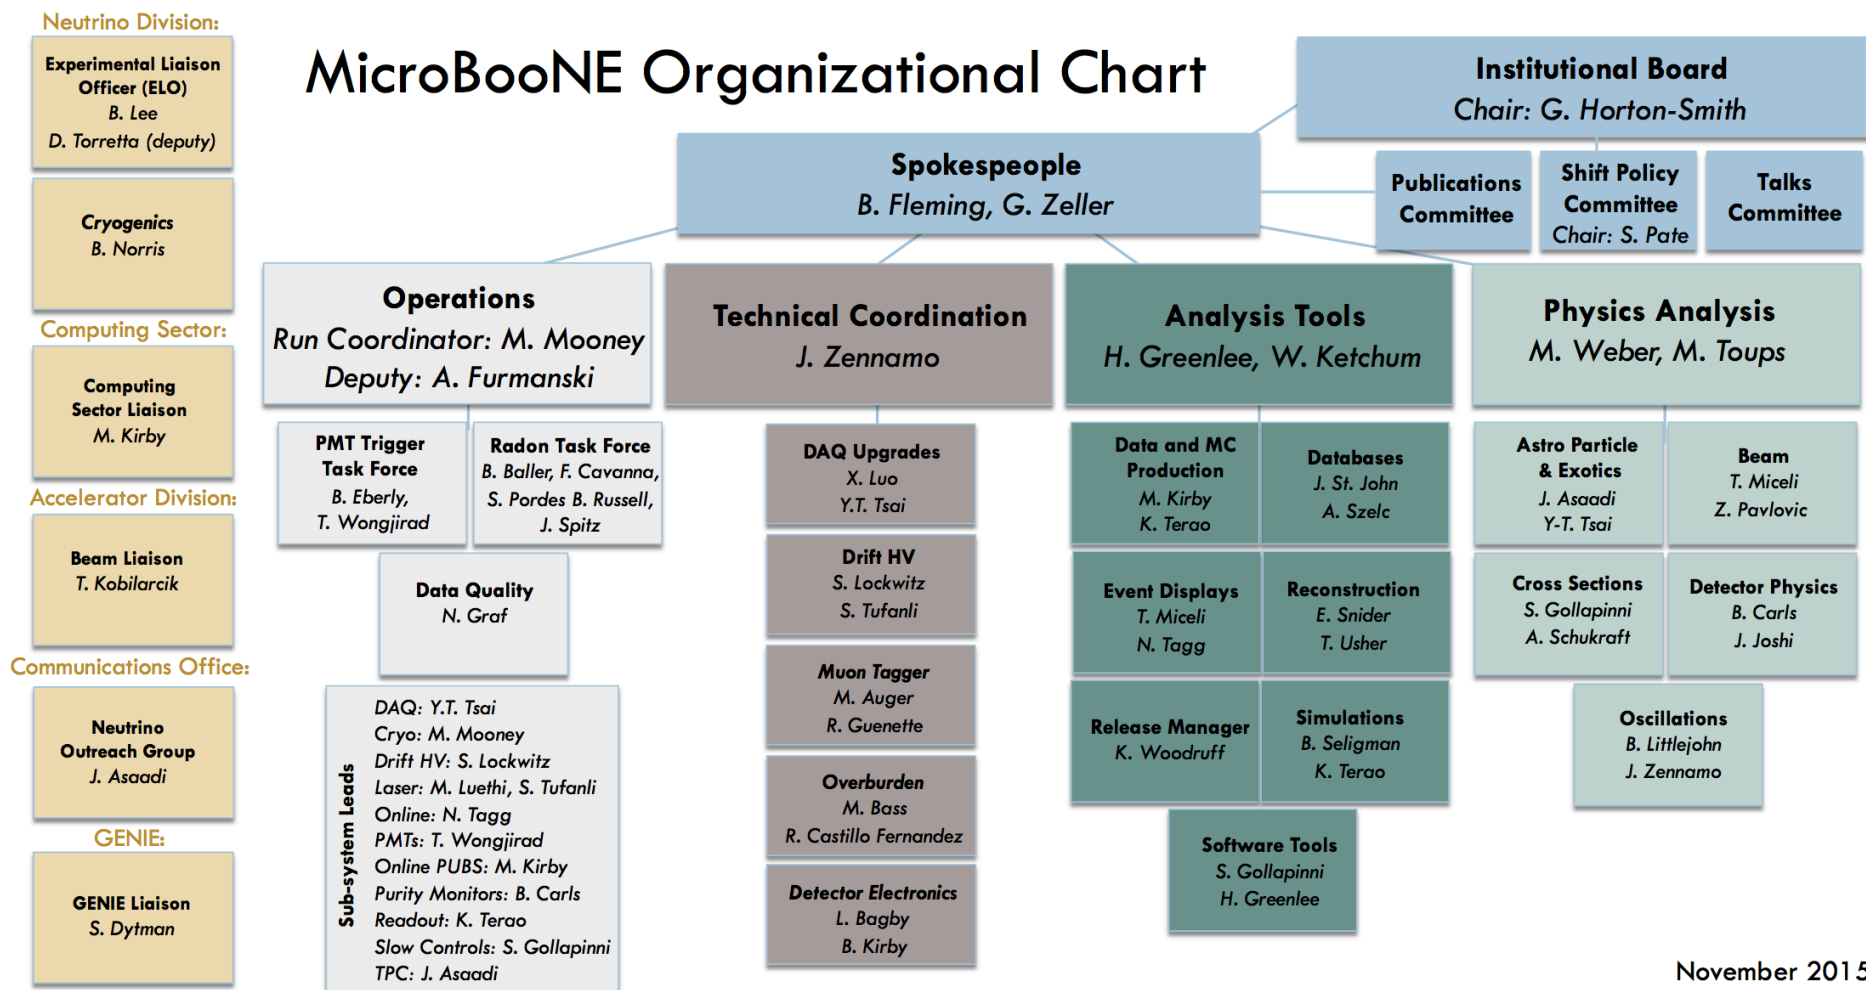 Neutrino Division:
Experimental Liaison
Officer (ELO)
B. Lee
D. Torretta (deputy)
Cryogenics
B. Norris
Computing Sector:
Computing
Sector Liaison
M. Kirby
Accelerator Division:
Beam Liaison
T. Kobilarcik
Communications Office:
Neutrino
Outreach Group
J. Asaadi
GENIE:
GENIE Liaison
S. Dytman
MicroBooNE Organizational Chart
Institutional Board
Chair: G. Horton-Smith
Spokespeople
B. Fleming, G. Zeller
Publications
Committee
Shift Policy
Committee
Chair: S. Pate
Talks
Committee
Operations
Run Coordinator: M. Mooney
Deputy: A. Furmanski
PMT Trigger
Task Force
B. Eberly,
T. Wongjirad
Radon Task Force
B. Baller, F. Cavanna,
S. Pordes B. Russell,
J. Spitz
Data Quality
N. Graf
Sub-system Leads
DAQ: Y.T. Tsai
Cryo: M. Mooney
Drift HV: S. Lockwitz
Laser: M. Luethi, S. Tufanli
Online: N. Tagg
PMTs: T. Wongjirad
Online PUBS: M. Kirby
Purity Monitors: B. Carls
Readout: K. Terao
Slow Controls: S. Gollapinni
TPC: J. Asaadi
Technical Coordination
J. Zennamo
DAQ Upgrades
X. Luo
Y.T. Tsai
Drift HV
S. Lockwitz
S. Tufanli
Muon Tagger
M. Auger
R. Guenette
Overburden
M. Bass
R. Castillo Fernandez
Detector Electronics
L. Bagby
B. Kirby
Analysis Tools
H. Greenlee, W. Ketchum
Data and MC
Production
M. Kirby
K. Terao
Databases
J. St. John
A. Szelc
Event Displays
T. Miceli
N. Tagg
Reconstruction
E. Snider
T. Usher
Release Manager
K. Woodruff
Simulations
B. Seligman
K. Terao
Software Tools
S. Gollapinni
H. Greenlee
Physics Analysis
M. Weber, M. Toups
Astro Particle
& Exotics
J. Asaadi
Y-T. Tsai
Beam
T. Miceli
Z. Pavlovic
Cross Sections
S. Gollapinni
A. Schukraft
Detector Physics
B. Carls
J. Joshi
Oscillations
B. Littlejohn
J. Zennamo
November 2015